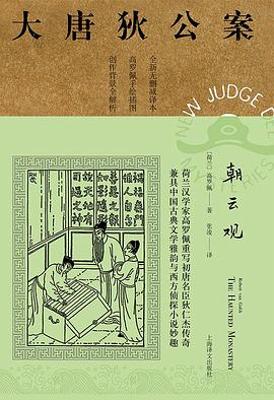 大唐狄公案
全新无删减译本
高罗佩手绘插图
创作背景全解析
NEW JUDGE D
朝云观
[荷兰] 高罗佩——著
张凌——译
Robert van Gulik
THE HAUNTED MONASTERY
荷兰汉学家高罗佩重写初唐名臣狄仁杰传奇
兼具中国古典文学雅韵与西方侦探小说妙趣
上海译文出版社